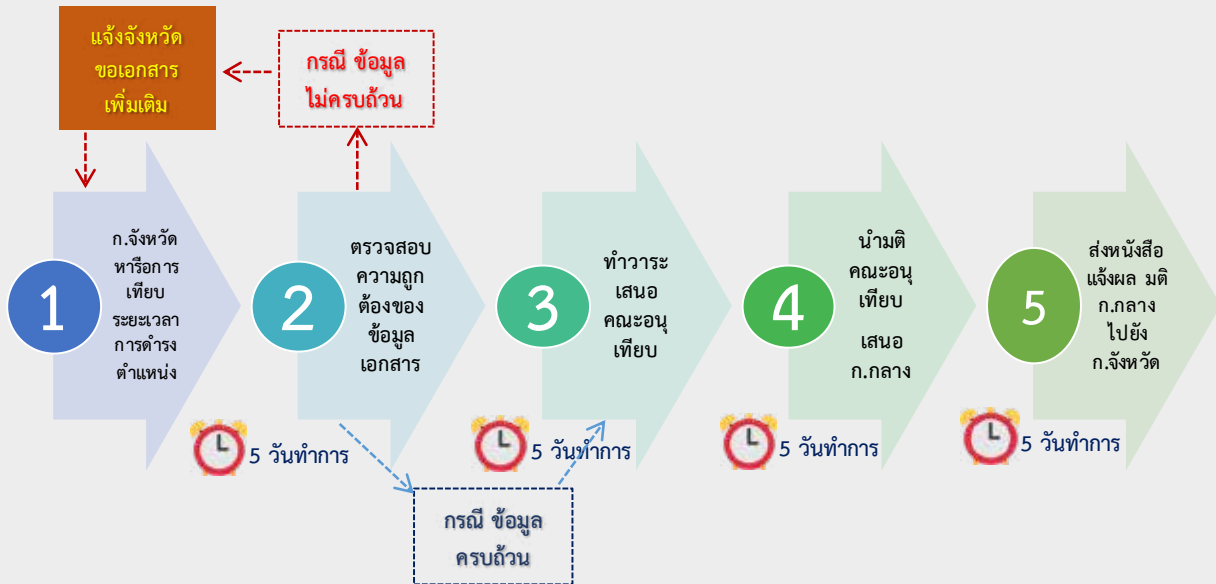 แจ้งจังหวัด
ขอเอกสาร
เพิ่มเติม
กรณี ข้อมูล
ไม่ครบถ้วน
1
ก.จังหวัด
หารือการ
เทียบ
ระยะเวลา
การดำรง
ตำแหน่ง
2
ตรวจสอบ
ความถูก
ต้องของ
ข้อมูล
เอกสาร
3
ทำวาระ
เสนอ
คณะอนุ
เทียบ
4
นำมติ
คณะอนุ
เทียบ
เสนอ
ก.กลาง
5
ส่งหนังสือ
แจ้งผล มติ
ก.กลาง
ไปยัง
ก.จังหวัด
5 วันทำการ
5 วันทำการ
5 วันทำการ
5 วันทำการ
กรณี ข้อมูล
ครบถ้วน